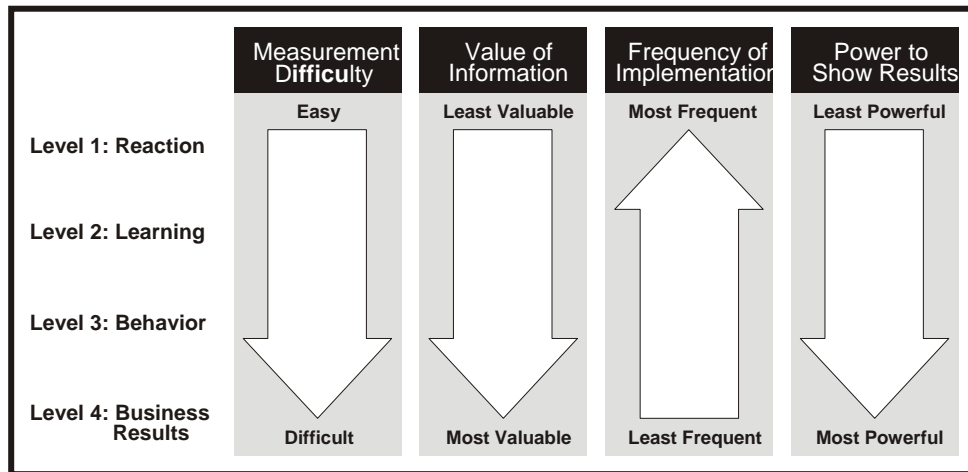 Measurement
Difficulty
Value of
Information
Frequency of
Implementation
Power to
Show Results
Easy
Least Valuable
Most Frequent
Least Powerful
Level 1: Reaction
Level 2: Learning
Level 3: Behavior
Level 4: Business
Results
Difficult
Most Valuable
Least Frequent
Most Powerful